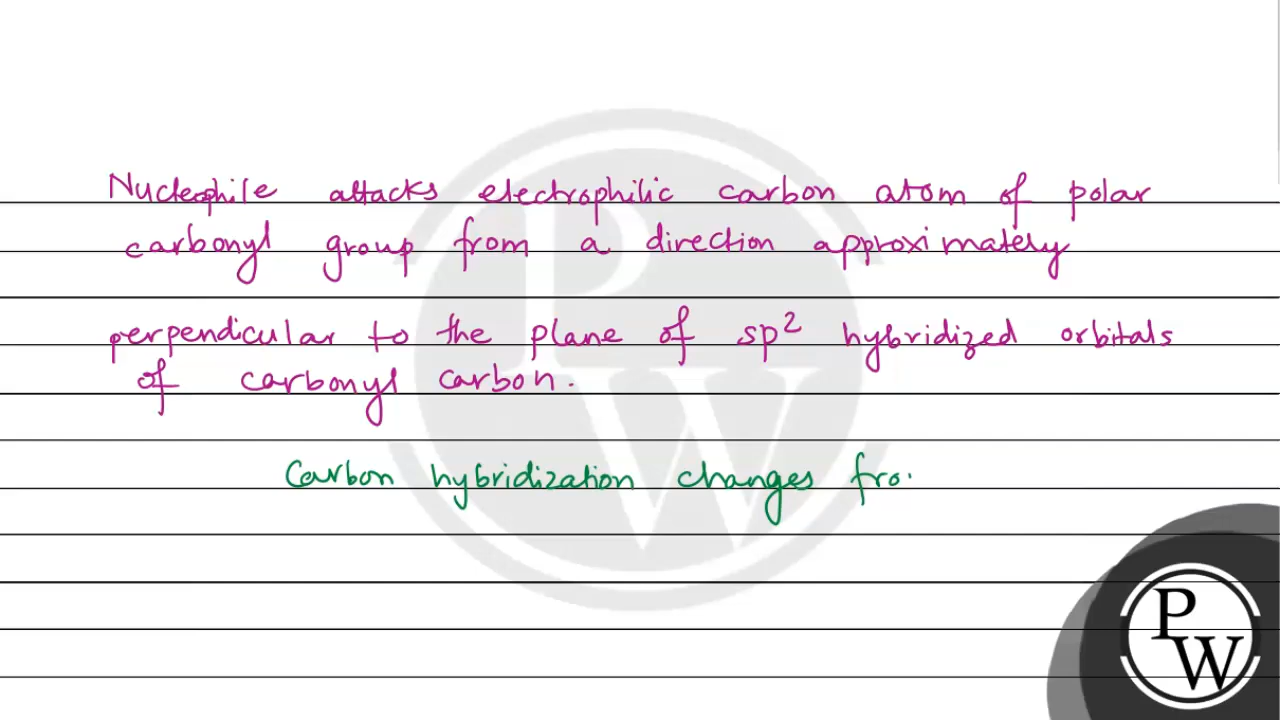 Nucleophile attacks electrophilic carbon atom of polar
carbonyl group from a direction approximately
perpendicular to the plane of sp² hybridized orbitals
of carbonyl carbon.
Carbon hybridization changes fro
P
W
P
W